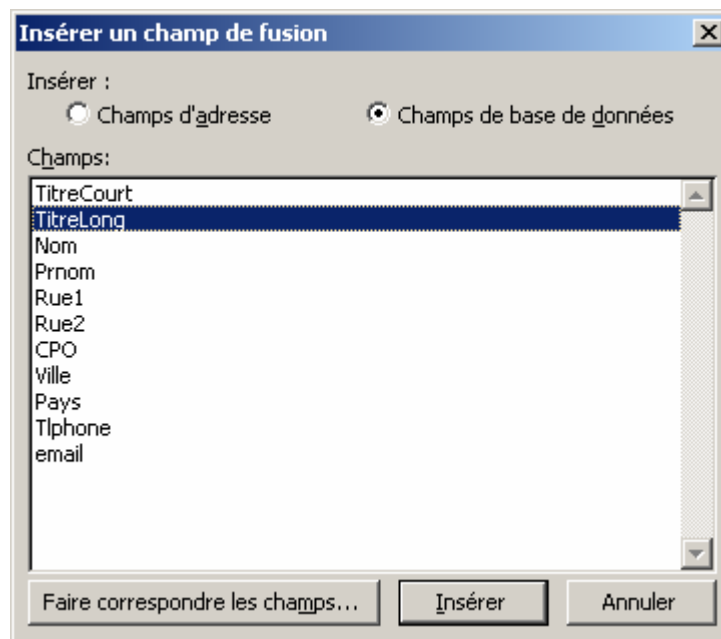 Insérer un champ de fusion
Insérer :
Champs d'adresse Champs de base de données
Champs:
TitreCourt
TitreLong
Nom
Prnom
Rue1
Rue2
CPO
Ville
Pays
Tlphone
email
Faire correspondre les champs... Insérer Annuler